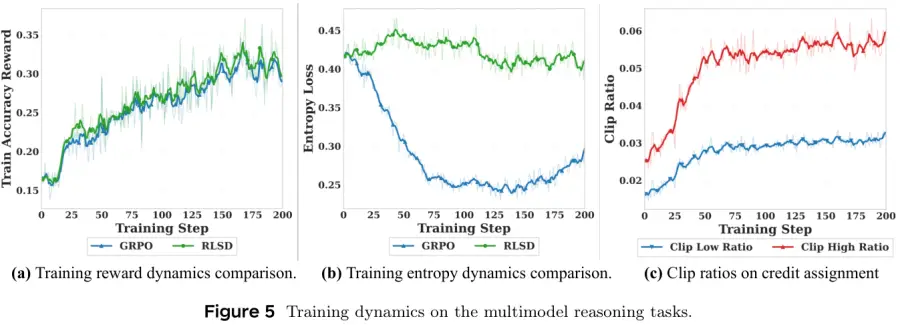 Train Accuracy Reward
0.35
0.30
0.25
0.20
0.15
0 25 50 75 100 125 150 175 200
Training Step
GRPO RLSD
(a) Training reward dynamics comparison.
Entropy Loss
0.45
0.40
0.35
0.30
0.25
0 25 50 75 100 125 150 175 200
Training Step
GRPO RLSD
(b) Training entropy dynamics comparison.
Clip Ratio
0.06
0.05
0.04
0.03
0.02
0 25 50 75 100 125 150 175 200
Training Step
Clip Low Ratio Clip High Ratio
(c) Clip ratios on credit assignment
Figure 5 Training dynamics on the multimodel reasoning tasks.